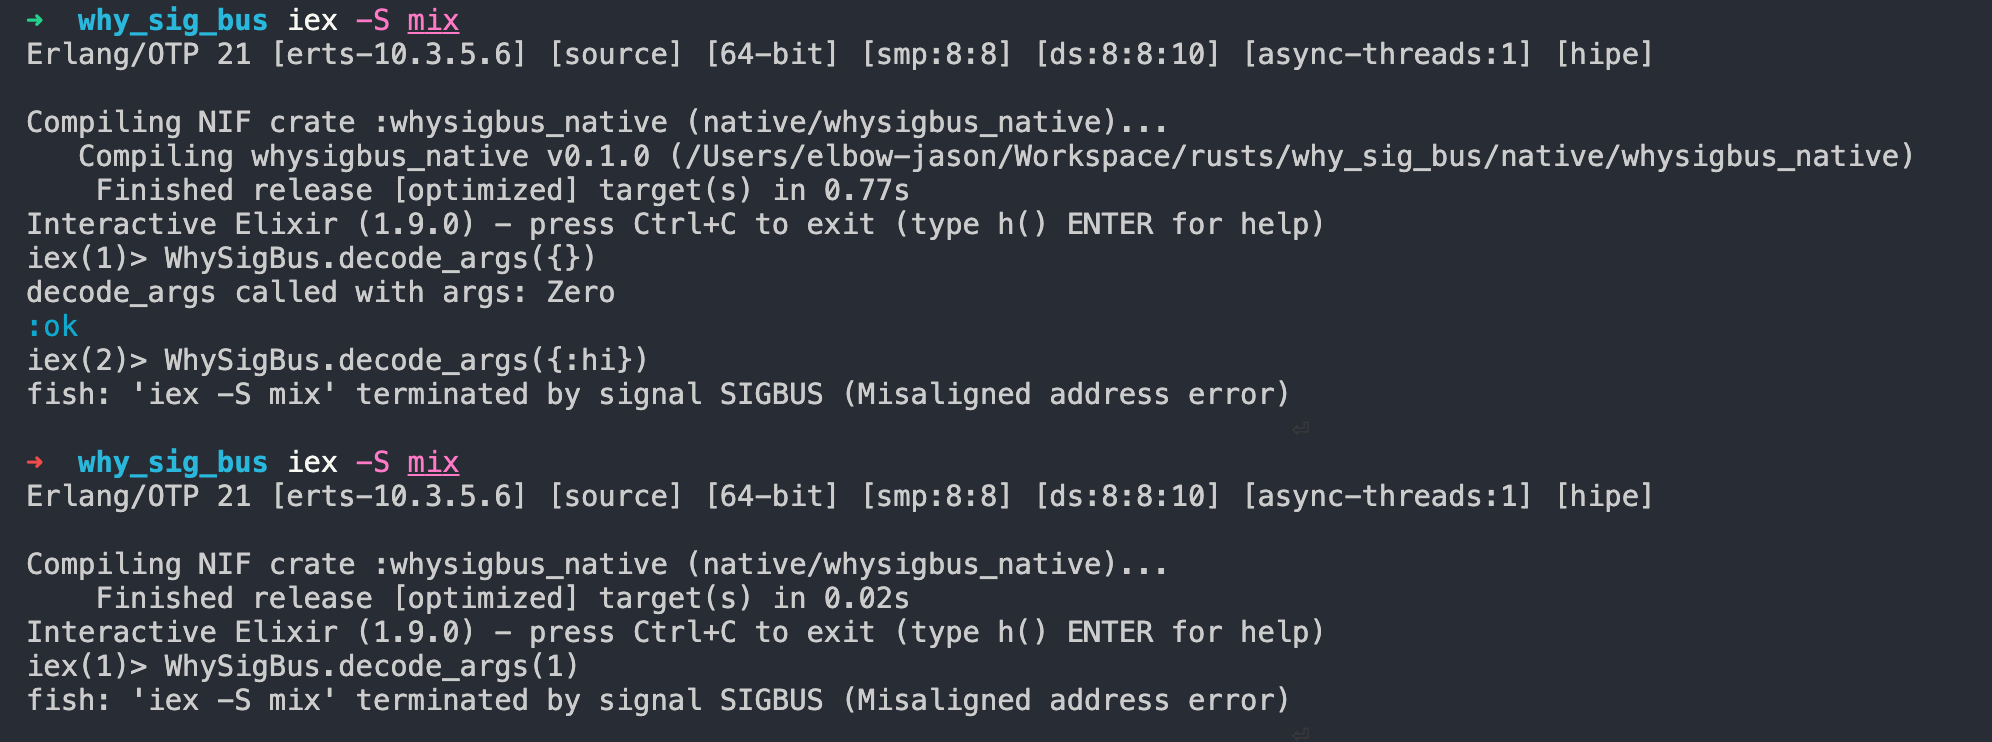 ➜  why_sig_bus iex -S mix
Erlang/OTP 21 [erts-10.3.5.6] [source] [64-bit] [smp:8:8] [ds:8:8:10] [async-threads:1] [hipe]
Compiling NIF crate :whysigbus_native (native/whysigbus_native)...
   Compiling whysigbus_native v0.1.0 (/Users/elbow-jason/Workspace/rusts/why_sig_bus/native/whysigbus_native)
    Finished release [optimized] target(s) in 0.77s
Interactive Elixir (1.9.0) - press Ctrl+C to exit (type h() ENTER for help)
iex(1)> WhySigBus.decode_args({})
decode_args called with args: Zero
:ok
iex(2)> WhySigBus.decode_args({:hi})
fish: 'iex -S mix' terminated by signal SIGBUS (Misaligned address error)
⏎
➜  why_sig_bus iex -S mix
Erlang/OTP 21 [erts-10.3.5.6] [source] [64-bit] [smp:8:8] [ds:8:8:10] [async-threads:1] [hipe]
Compiling NIF crate :whysigbus_native (native/whysigbus_native)...
    Finished release [optimized] target(s) in 0.02s
Interactive Elixir (1.9.0) - press Ctrl+C to exit (type h() ENTER for help)
iex(1)> WhySigBus.decode_args(1)
fish: 'iex -S mix' terminated by signal SIGBUS (Misaligned address error)
⏎